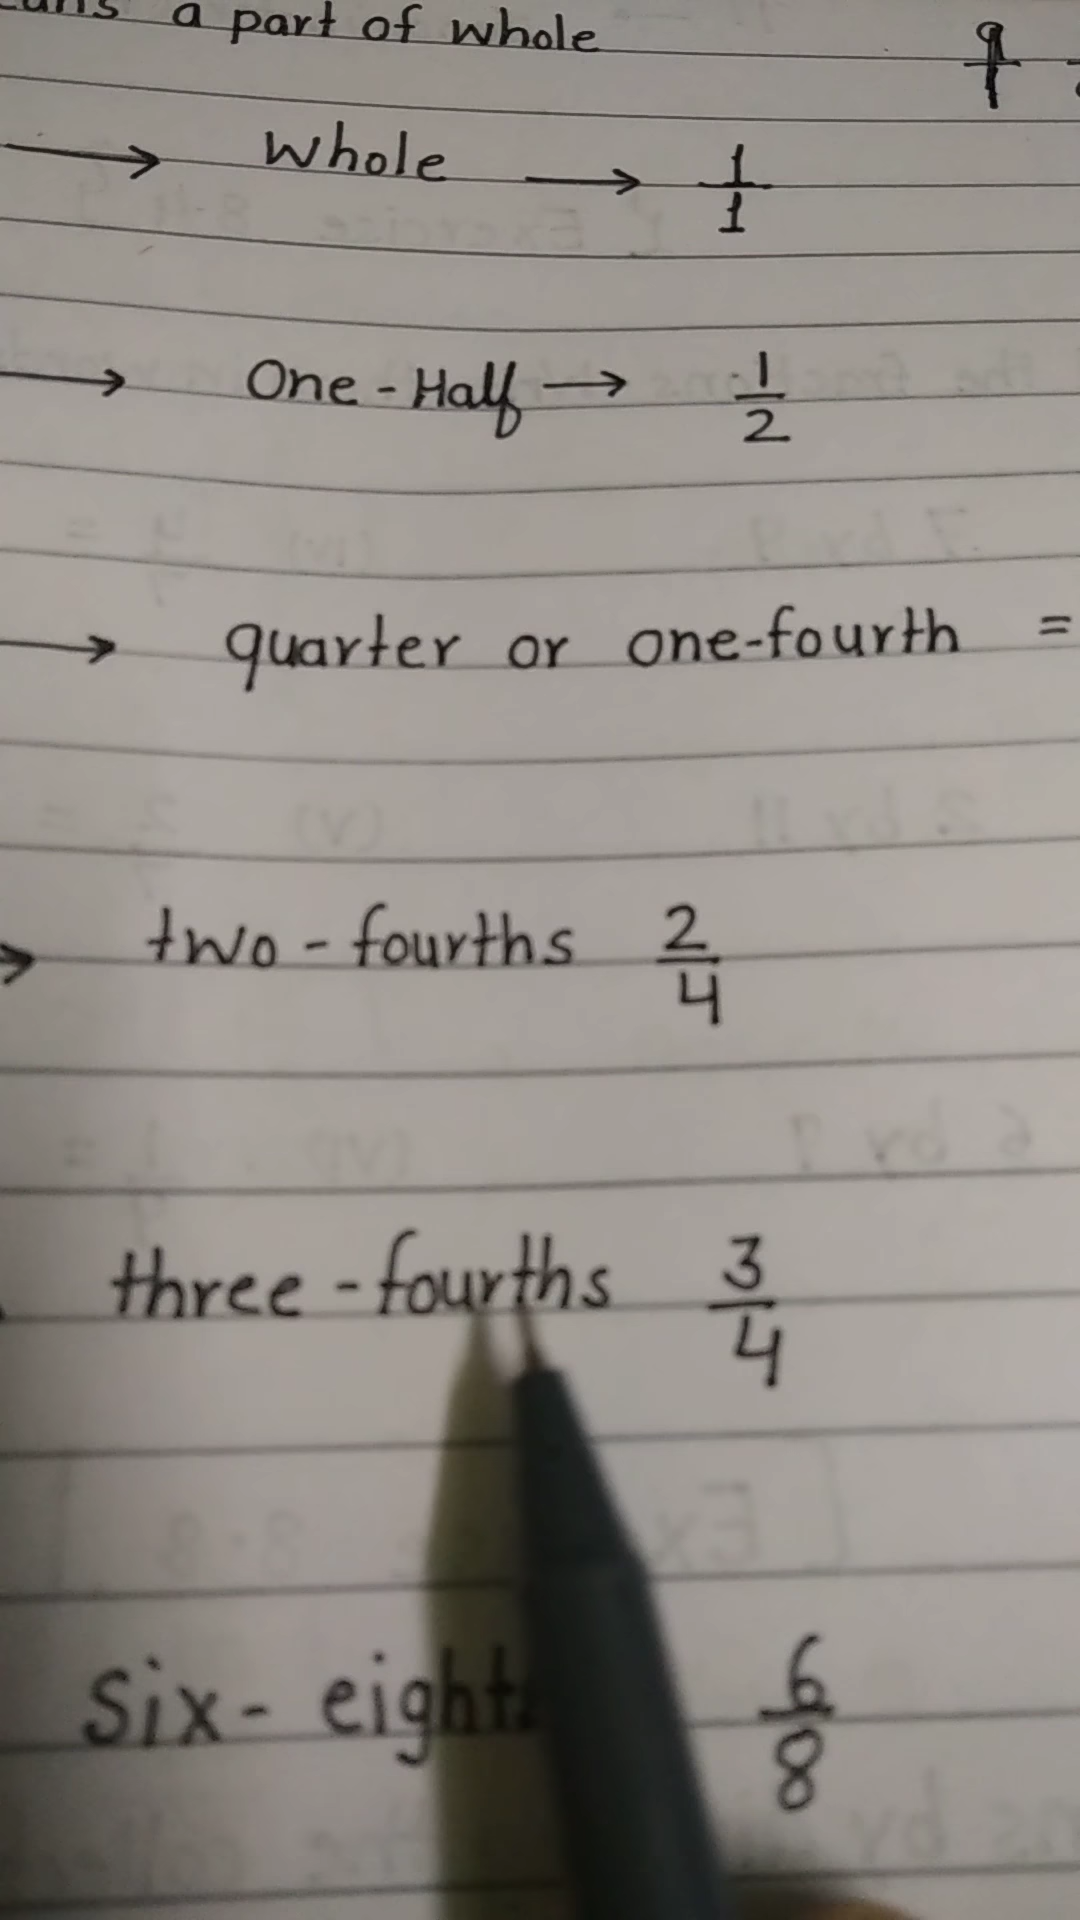 a part of whole
→ Whole → 1/1
→ One - Half → 1/2
→ quarter or one-fourth =
→ two - fourths 2/4
three - fourths 3/4
six - eight 6/8